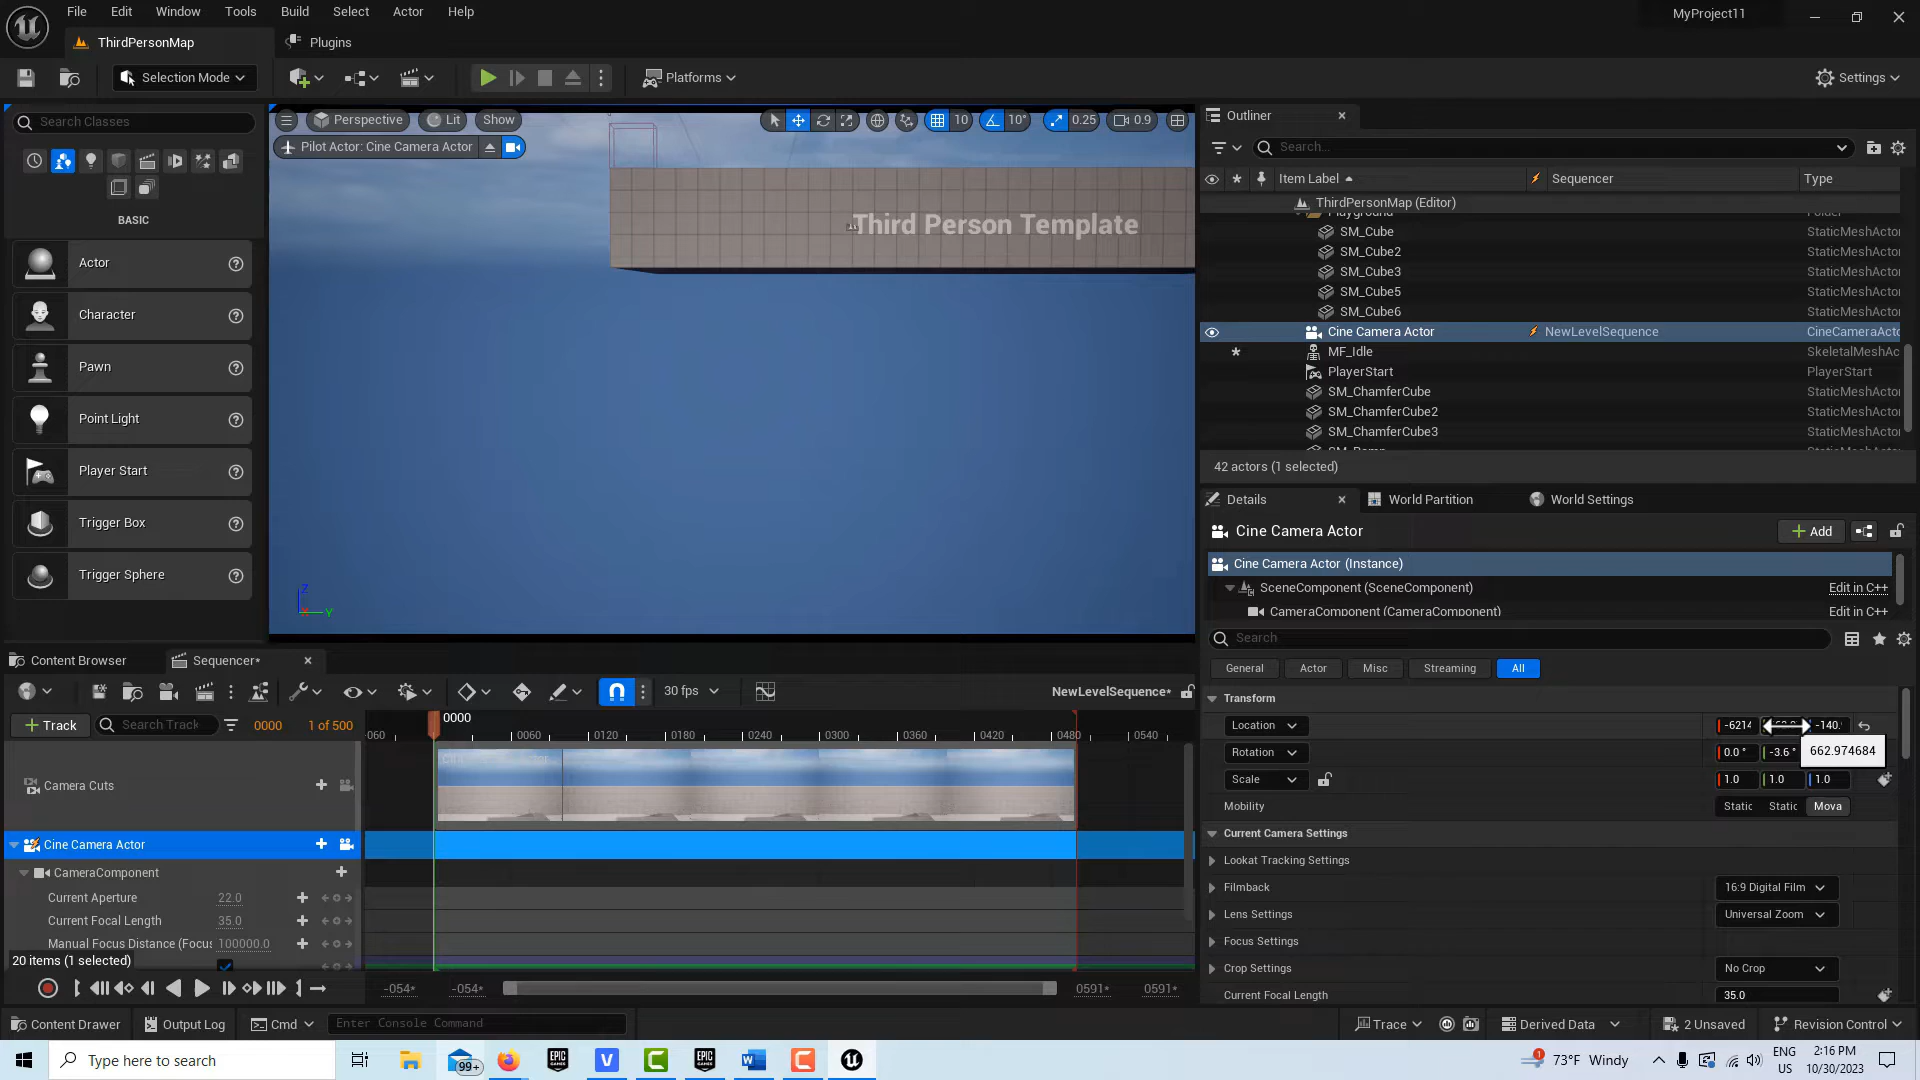 File Edit Window Tools Build Select Actor Help
MyProject11
ThirdPersonMap
Plugins
Selection Mode
Platforms
Settings
Search Classes
BASIC
Actor
Character
Pawn
Point Light
Player Start
Trigger Box
Trigger Sphere
Perspective
Lit
Show
10
10°
0.25
0.9
Pilot Actor: Cine Camera Actor
Third Person Template
Z
Y
Outliner
Search...
Item Label
Sequencer
Type
ThirdPersonMap (Editor)
Playground Folder
SM_Cube StaticMeshActor
SM_Cube2 StaticMeshActor
SM_Cube3 StaticMeshActor
SM_Cube5 StaticMeshActor
SM_Cube6 StaticMeshActor
Cine Camera Actor NewLevelSequence CineCameraActo
MF_Idle SkeletalMeshAc
PlayerStart PlayerStart
SM_ChamferCube StaticMeshActor
SM_ChamferCube2 StaticMeshActor
SM_ChamferCube3 StaticMeshActor
42 actors (1 selected)
Details
World Partition
World Settings
Cine Camera Actor
Add
Cine Camera Actor (Instance)
SceneComponent (SceneComponent) Edit in C++
CameraComponent (CameraComponent) Edit in C++
Search
General Actor Misc Streaming All
Transform
Location -6214 -140.
Rotation 0.0° -3.6°
662.974684
Scale 1.0 1.0 1.0
Mobility Static Static Mova
Current Camera Settings
Lookat Tracking Settings
Filmback 16:9 Digital Film
Lens Settings Universal Zoom
Focus Settings
Crop Settings No Crop
Current Focal Length 35.0
Content Browser
Sequencer*
30 fps
NewLevelSequence*
Track
Search Track
0000
1 of 500
0000
060 0060 0120 0180 0240 0300 0360 0420 0480 0540
Camera Cuts
Cine Camera Actor
CameraComponent
Current Aperture 22.0
Current Focal Length 35.0
Manual Focus Distance (Focus 100000.0
20 items (1 selected)
-054* -054* 0591* 0591*
Content Drawer
Output Log
Cmd
Enter Console Command
Trace
Derived Data
2 Unsaved
Revision Control
Type here to search
99+
EPIC GAMES
V
C
EPIC GAMES
W
C
1
73°F Windy
ENG
US
2:16 PM
10/30/2023